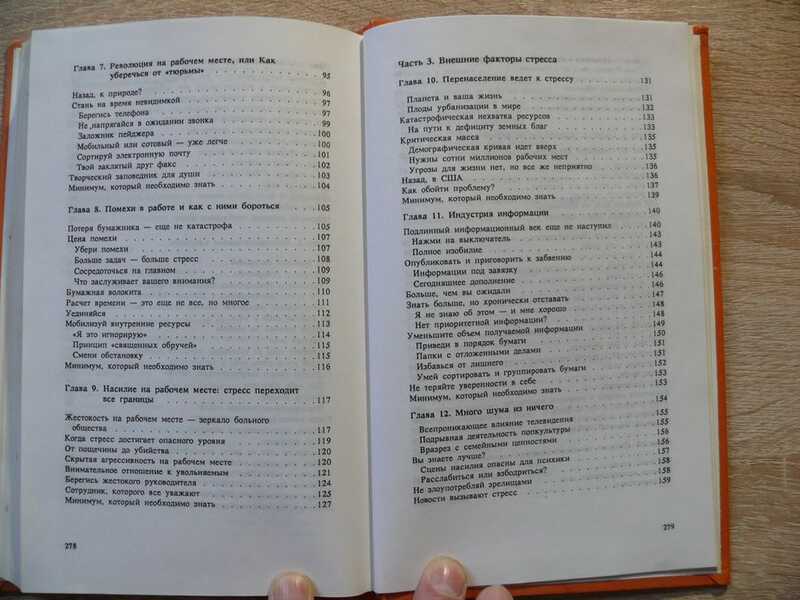 Глава 7. Революция на рабочем месте, или Как
уберечься от «тюрьмы» . . . . . . . . . . 95
Назад, к природе? . . . . . . . . . . 96
Стань на время невидимкой . . . . . . . . . . 97
Берегись телефона . . . . . . . . . . 97
Не напрягайся в ожидании звонка . . . . . . . . . . 99
Заложник пейджера . . . . . . . . . . 100
Мобильный или сотовый — уже легче . . . . . . . . . . 100
Сортируй электронную почту . . . . . . . . . . 101
Твой заклятый друг факс . . . . . . . . . . 102
Творческий заповедник для души . . . . . . . . . . 103
Минимум, который необходимо знать . . . . . . . . . . 104
Глава 8. Помехи в работе и как с ними бороться . . . . . . . . . . 105
Потеря бумажника — еще не катастрофа . . . . . . . . . . 105
Цена помехи . . . . . . . . . . 107
Убери помехи . . . . . . . . . . 107
Больше задач — больше стресс . . . . . . . . . . 108
Сосредоточься на главном . . . . . . . . . . 109
Что заслуживает вашего внимания? . . . . . . . . . . 109
Бумажная волокита . . . . . . . . . . 110
Расчет времени — это еще не все, но многое . . . . . . . . . . 111
Уединяйся . . . . . . . . . . 112
Мобилизуй внутренние ресурсы . . . . . . . . . . 113
«Я это игнорирую» . . . . . . . . . . 114
Принцип «священных обручей» . . . . . . . . . . 115
Смени обстановку . . . . . . . . . . 115
Минимум, который необходимо знать . . . . . . . . . . 116
Глава 9. Насилие на рабочем месте: стресс переходит
все границы . . . . . . . . . . 117
Жестокость на рабочем месте — зеркало больного
общества . . . . . . . . . . 117
Когда стресс достигает опасного уровня . . . . . . . . . . 119
От пощечины до убийства . . . . . . . . . . 120
Скрытая агрессивность на рабочем месте . . . . . . . . . . 120
Внимательное отношение к увольняемым . . . . . . . . . . 121
Берегись жестокого руководителя . . . . . . . . . . 124
Сотрудник, которого все уважают . . . . . . . . . . 125
Минимум, который необходимо знать . . . . . . . . . . 127
278
Часть 3. Внешние факторы стресса
Глава 10. Перенаселение ведет к стрессу . . . . . . . . . . 131
Планета и ваша жизнь . . . . . . . . . . 131
Плоды урбанизации в мире . . . . . . . . . . 132
Катастрофическая нехватка ресурсов . . . . . . . . . . 133
На пути к дефициту земных благ . . . . . . . . . . 133
Критическая масса . . . . . . . . . . 135
Демографическая кривая идет вверх . . . . . . . . . . 135
Нужны сотни миллионов рабочих мест . . . . . . . . . . 135
Угрозы для жизни нет, но все же неприятно . . . . . . . . . . 136
Назад, в США . . . . . . . . . . 136
Как обойти проблему? . . . . . . . . . . 137
Минимум, который необходимо знать . . . . . . . . . . 139
Глава 11. Индустрия информации . . . . . . . . . . 140
Подлинный информационный век еще не наступил . . . . . . . . . . 140
Нажми на выключатель . . . . . . . . . . 143
Полное изобилие . . . . . . . . . . 143
Опубликовать и приговорить к забвению . . . . . . . . . . 144
Информации под завязку . . . . . . . . . . 144
Сегодняшнее дополнение . . . . . . . . . . 146
Больше, чем вы ожидали . . . . . . . . . . 146
Знать больше, но хронически отставать . . . . . . . . . . 147
Я не знаю об этом — и мне хорошо . . . . . . . . . . 148
Нет приоритетной информации? . . . . . . . . . . 148
Уменьшите объем получаемой информации . . . . . . . . . . 149
Приведи в порядок бумаги . . . . . . . . . . 150
Папки с отложенными делами . . . . . . . . . . 151
Избавься от лишнего . . . . . . . . . . 151
Умей сортировать и группировать бумаги . . . . . . . . . . 152
Не теряйте уверенности в себе . . . . . . . . . . 153
Минимум, который необходимо знать . . . . . . . . . . 153
Глава 12. Много шума из ничего . . . . . . . . . . 154
Всепроникающее влияние телевидения . . . . . . . . . . 155
Подрывная деятельность попкультуры . . . . . . . . . . 155
Вразрез с семейными ценностями . . . . . . . . . . 156
Вы знаете лучше? . . . . . . . . . . 156
Сцены насилия опасны для психики . . . . . . . . . . 157
Расслабиться или взбодриться? . . . . . . . . . . 158
Не злоупотребляй зрелищами . . . . . . . . . . 158
Новости вызывают стресс . . . . . . . . . . 159
279